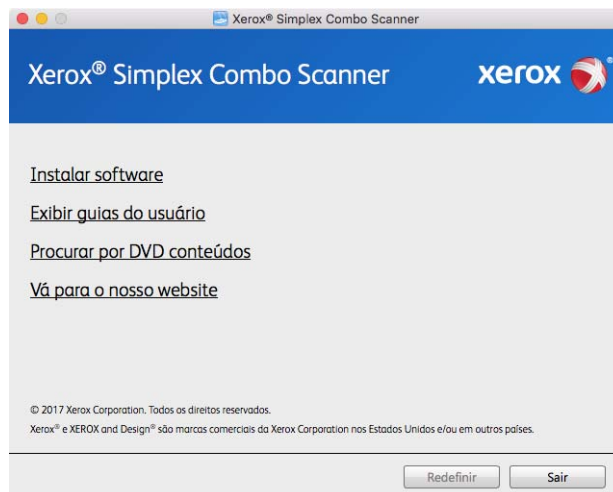 Xerox® Simplex Combo Scanner
Xerox® Simplex Combo Scanner
xerox ®
Instalar software
Exibir guias do usuário
Procurar por DVD conteúdos
Vá para o nosso website
© 2017 Xerox Corporation. Todos os direitos reservados.
Xerox® e XEROX and Design® são marcas comerciais da Xerox Corporation nos Estados Unidos e/ou em outros países.
Redefinir
Sair